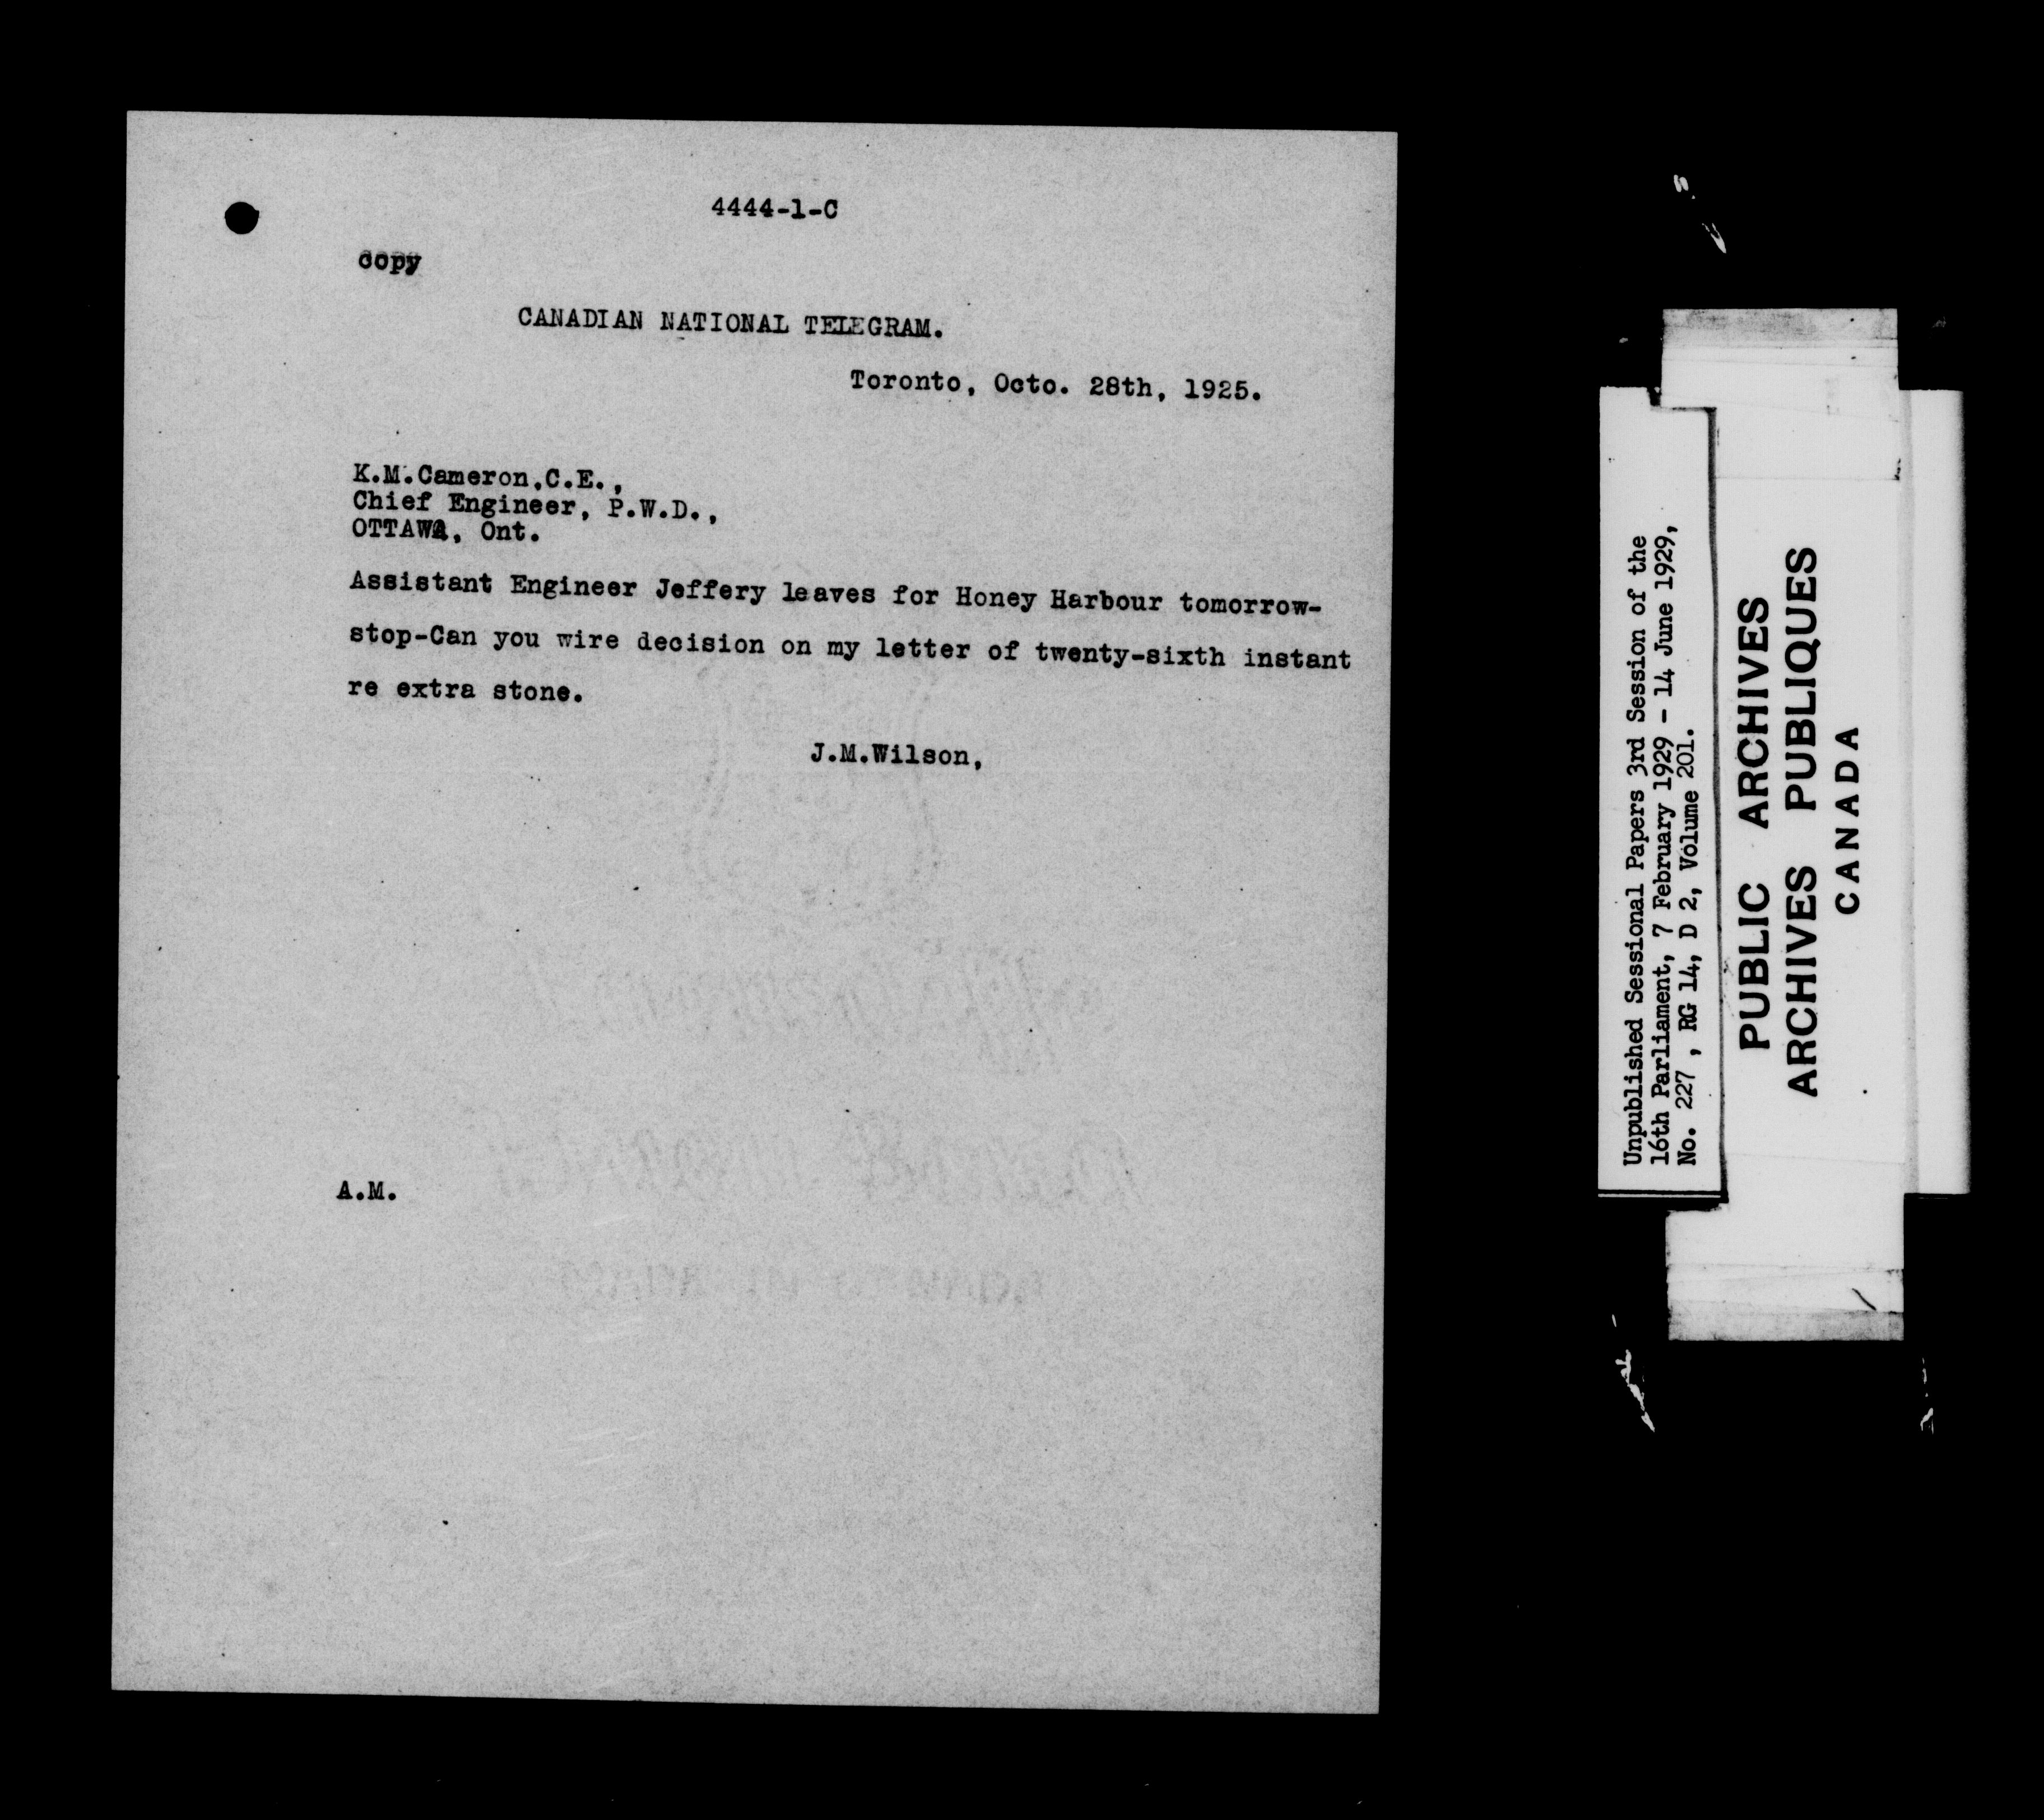 4444-1-C
copy
CANADIAN NATIONAL TELEGRAM.
Toronto, Octo. 28th, 1925.
K.M.Cameron,C.E.,
Chief Engineer, P.W.D.,
OTTAWA, Ont.
Assistant Engineer Jeffery leaves for Honey Harbour tomorrow-
stop-Can you wire decision on my letter of twenty-sixth instant
re extra stone.
J.M.Wilson,
A.M.
Unpublished Sessional Papers 3rd Session of the
16th Parliament, 7 February 1929 - 14 June 1929,
No. 227 , RG 14, D 2, Volume 201.
PUBLIC ARCHIVES
ARCHIVES PUBLIQUES
CANADA